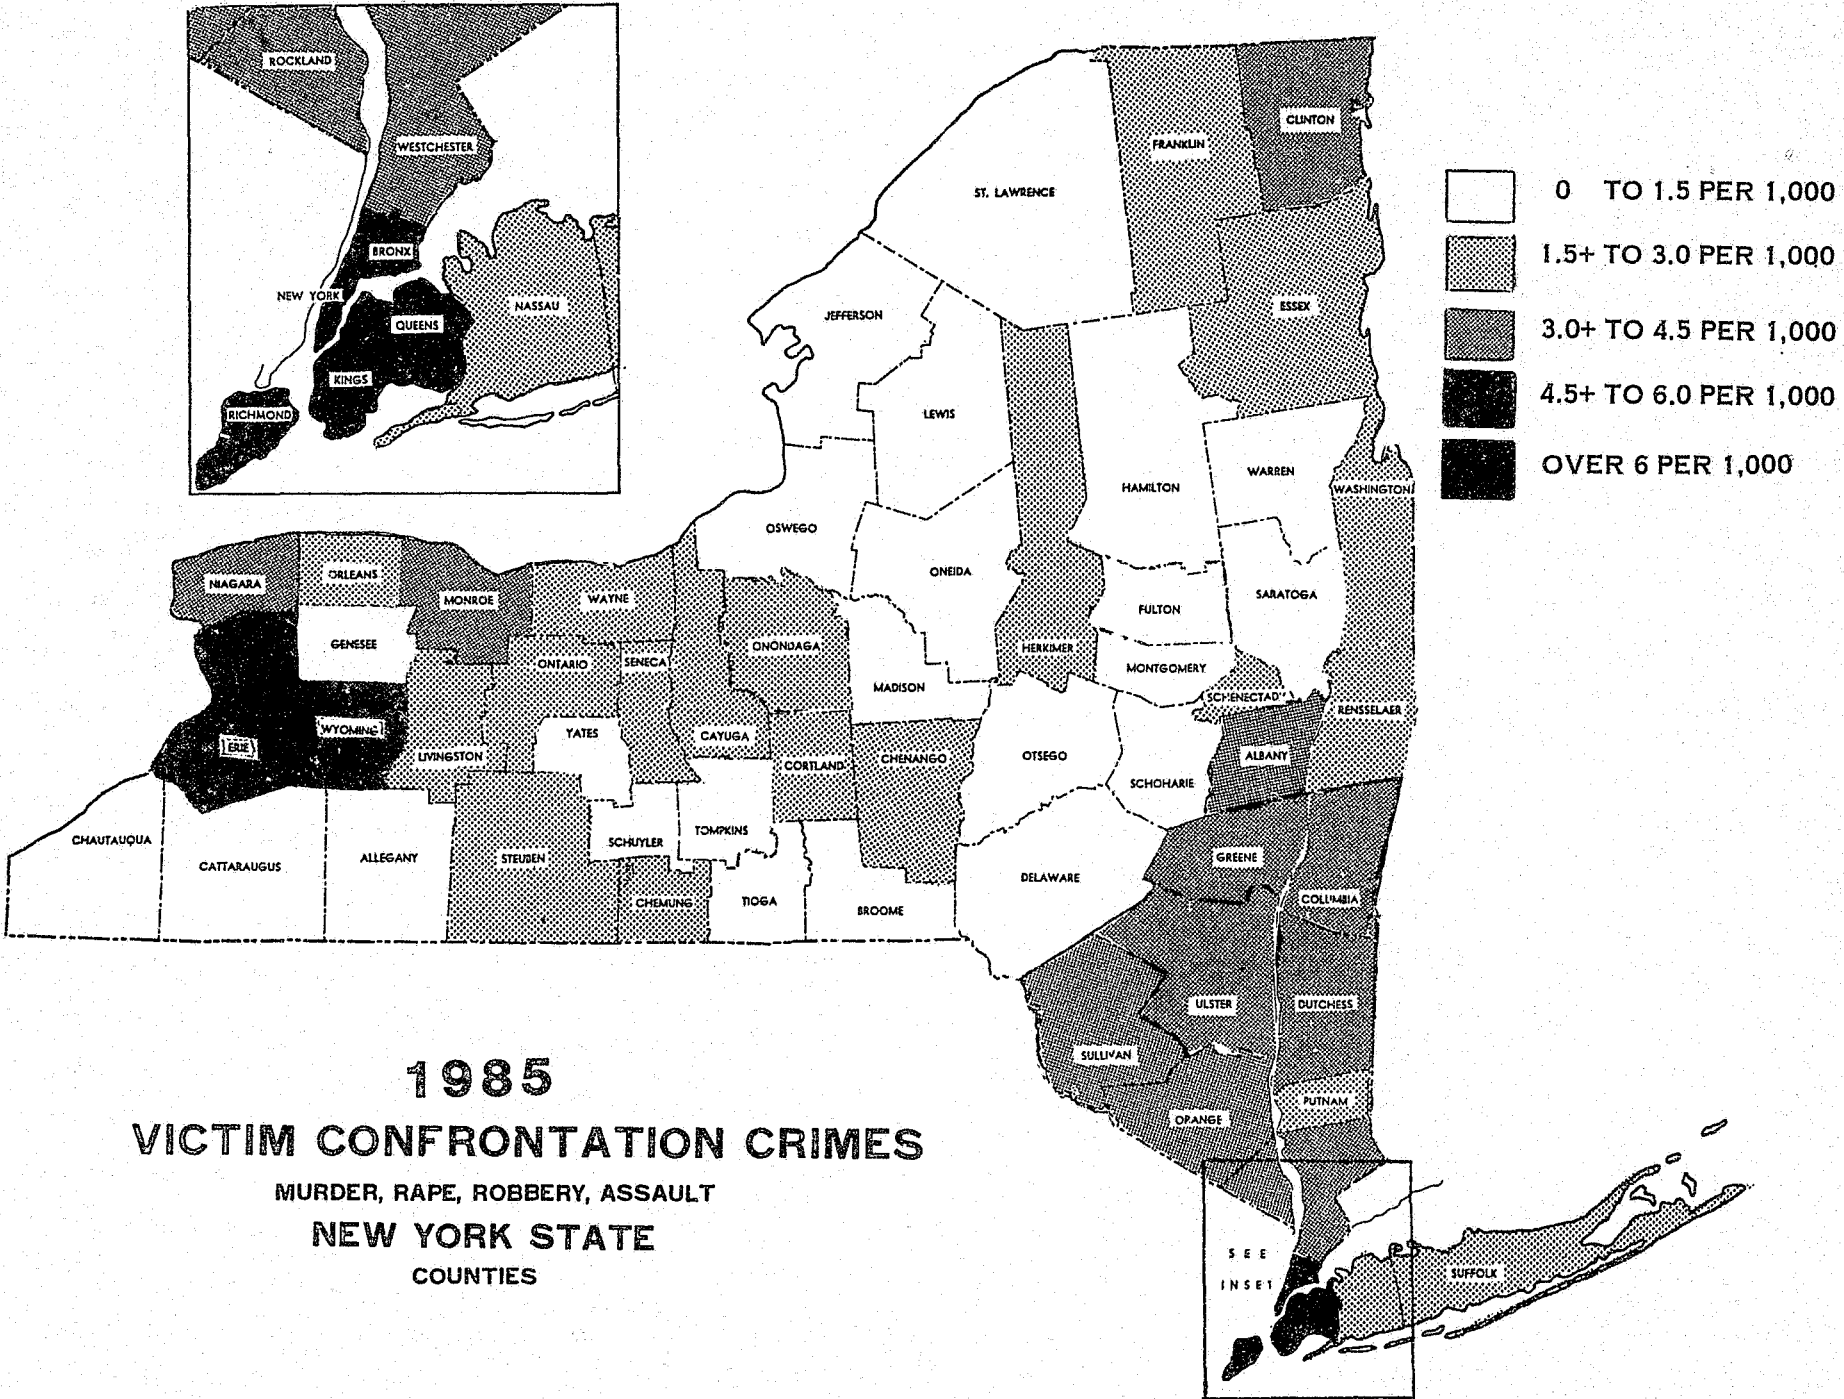 ROCKLAND
WESTCHESTER
BRONX
NEW YORK
QUEENS
NASSAU
KINGS
RICHMOND
CLINTON
FRANKLIN
ST. LAWRENCE
ESSEX
JEFFERSON
LEWIS
HAMILTON
WARREN
WASHINGTON
OSWEGO
ONEIDA
FULTON
SARATOGA
HERKIMER
MONTGOMERY
SCHENECTADY
RENSSELAER
NIAGARA
ORLEANS
MONROE
WAYNE
GENESEE
ONTARIO
SENECA
ONONDAGA
MADISON
ERIE
WYOMING
LIVINGSTON
YATES
CAYUGA
CORTLAND
CHENANGO
OTSEGO
SCHOHARIE
ALBANY
CHAUTAUQUA
CATTARAUGUS
ALLEGANY
STEUBEN
SCHUYLER
TOMPKINS
CHEMUNG
TIOGA
BROOME
DELAWARE
GREENE
COLUMBIA
ULSTER
DUTCHESS
SULLIVAN
ORANGE
PUTNAM
SEE
INSET
SUFFOLK
0 TO 1.5 PER 1,000
1.5+ TO 3.0 PER 1,000
3.0+ TO 4.5 PER 1,000
4.5+ TO 6.0 PER 1,000
OVER 6 PER 1,000
1985
VICTIM CONFRONTATION CRIMES
MURDER, RAPE, ROBBERY, ASSAULT
NEW YORK STATE
COUNTIES